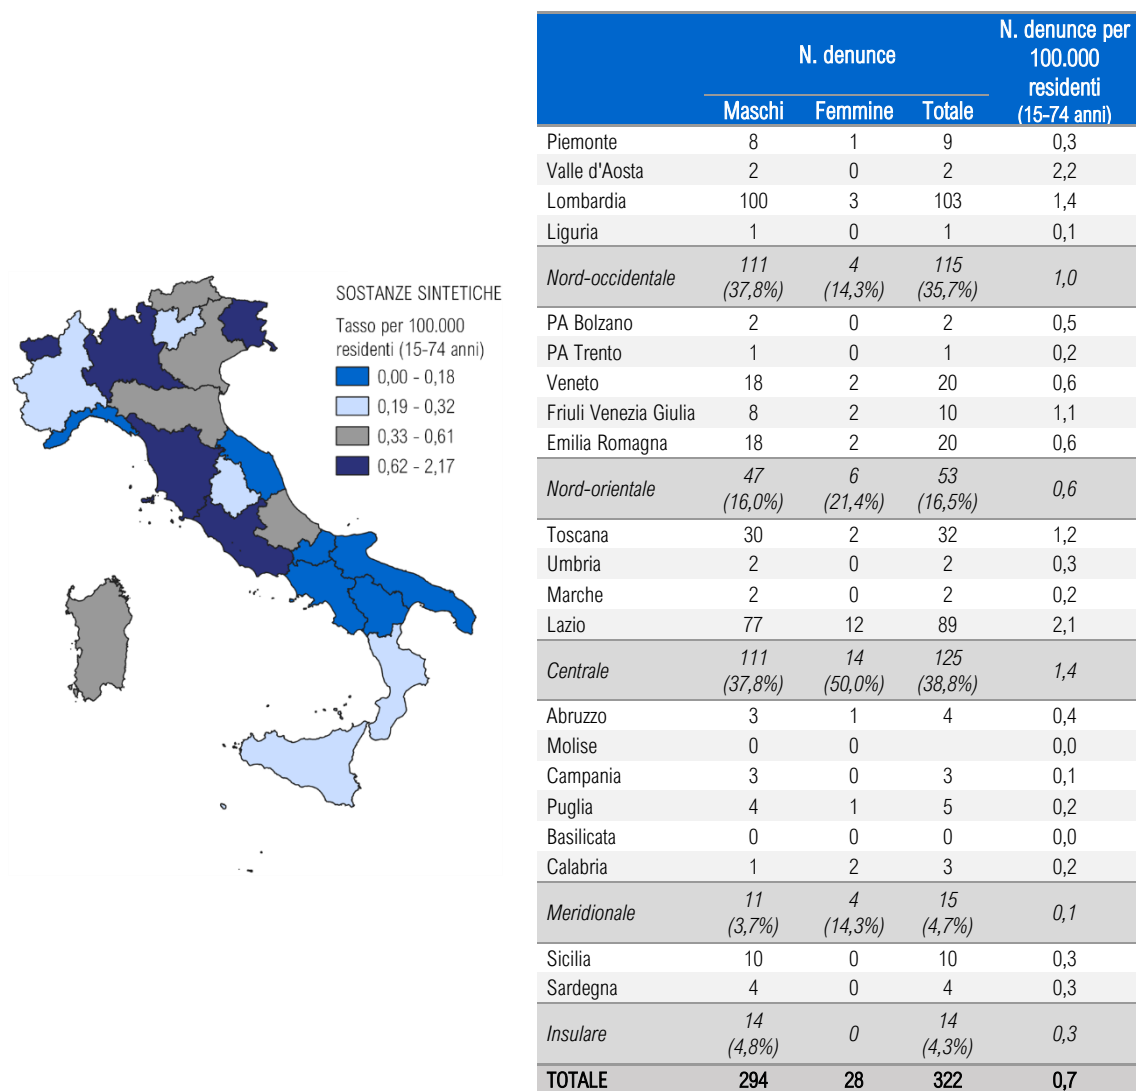 SOSTANZE SINTETICHE
Tasso per 100.000
residenti (15-74 anni)
0,00 - 0,18
0,19 - 0,32
0,33 - 0,61
0,62 - 2,17
N. denunce
N. denunce per
100.000
residenti
(15-74 anni)
Maschi Femmine Totale
Piemonte 8 1 9 0,3
Valle d'Aosta 2 0 2 2,2
Lombardia 100 3 103 1,4
Liguria 1 0 1 0,1
Nord-occidentale 111 (37,8%) 4 (14,3%) 115 (35,7%) 1,0
PA Bolzano 2 0 2 0,5
PA Trento 1 0 1 0,2
Veneto 18 2 20 0,6
Friuli Venezia Giulia 8 2 10 1,1
Emilia Romagna 18 2 20 0,6
Nord-orientale 47 (16,0%) 6 (21,4%) 53 (16,5%) 0,6
Toscana 30 2 32 1,2
Umbria 2 0 2 0,3
Marche 2 0 2 0,2
Lazio 77 12 89 2,1
Centrale 111 (37,8%) 14 (50,0%) 125 (38,8%) 1,4
Abruzzo 3 1 4 0,4
Molise 0 0 0,0
Campania 3 0 3 0,1
Puglia 4 1 5 0,2
Basilicata 0 0 0 0,0
Calabria 1 2 3 0,2
Meridionale 11 (3,7%) 4 (14,3%) 15 (4,7%) 0,1
Sicilia 10 0 10 0,3
Sardegna 4 0 4 0,3
Insulare 14 (4,8%) 0 14 (4,3%) 0,3
TOTALE 294 28 322 0,7